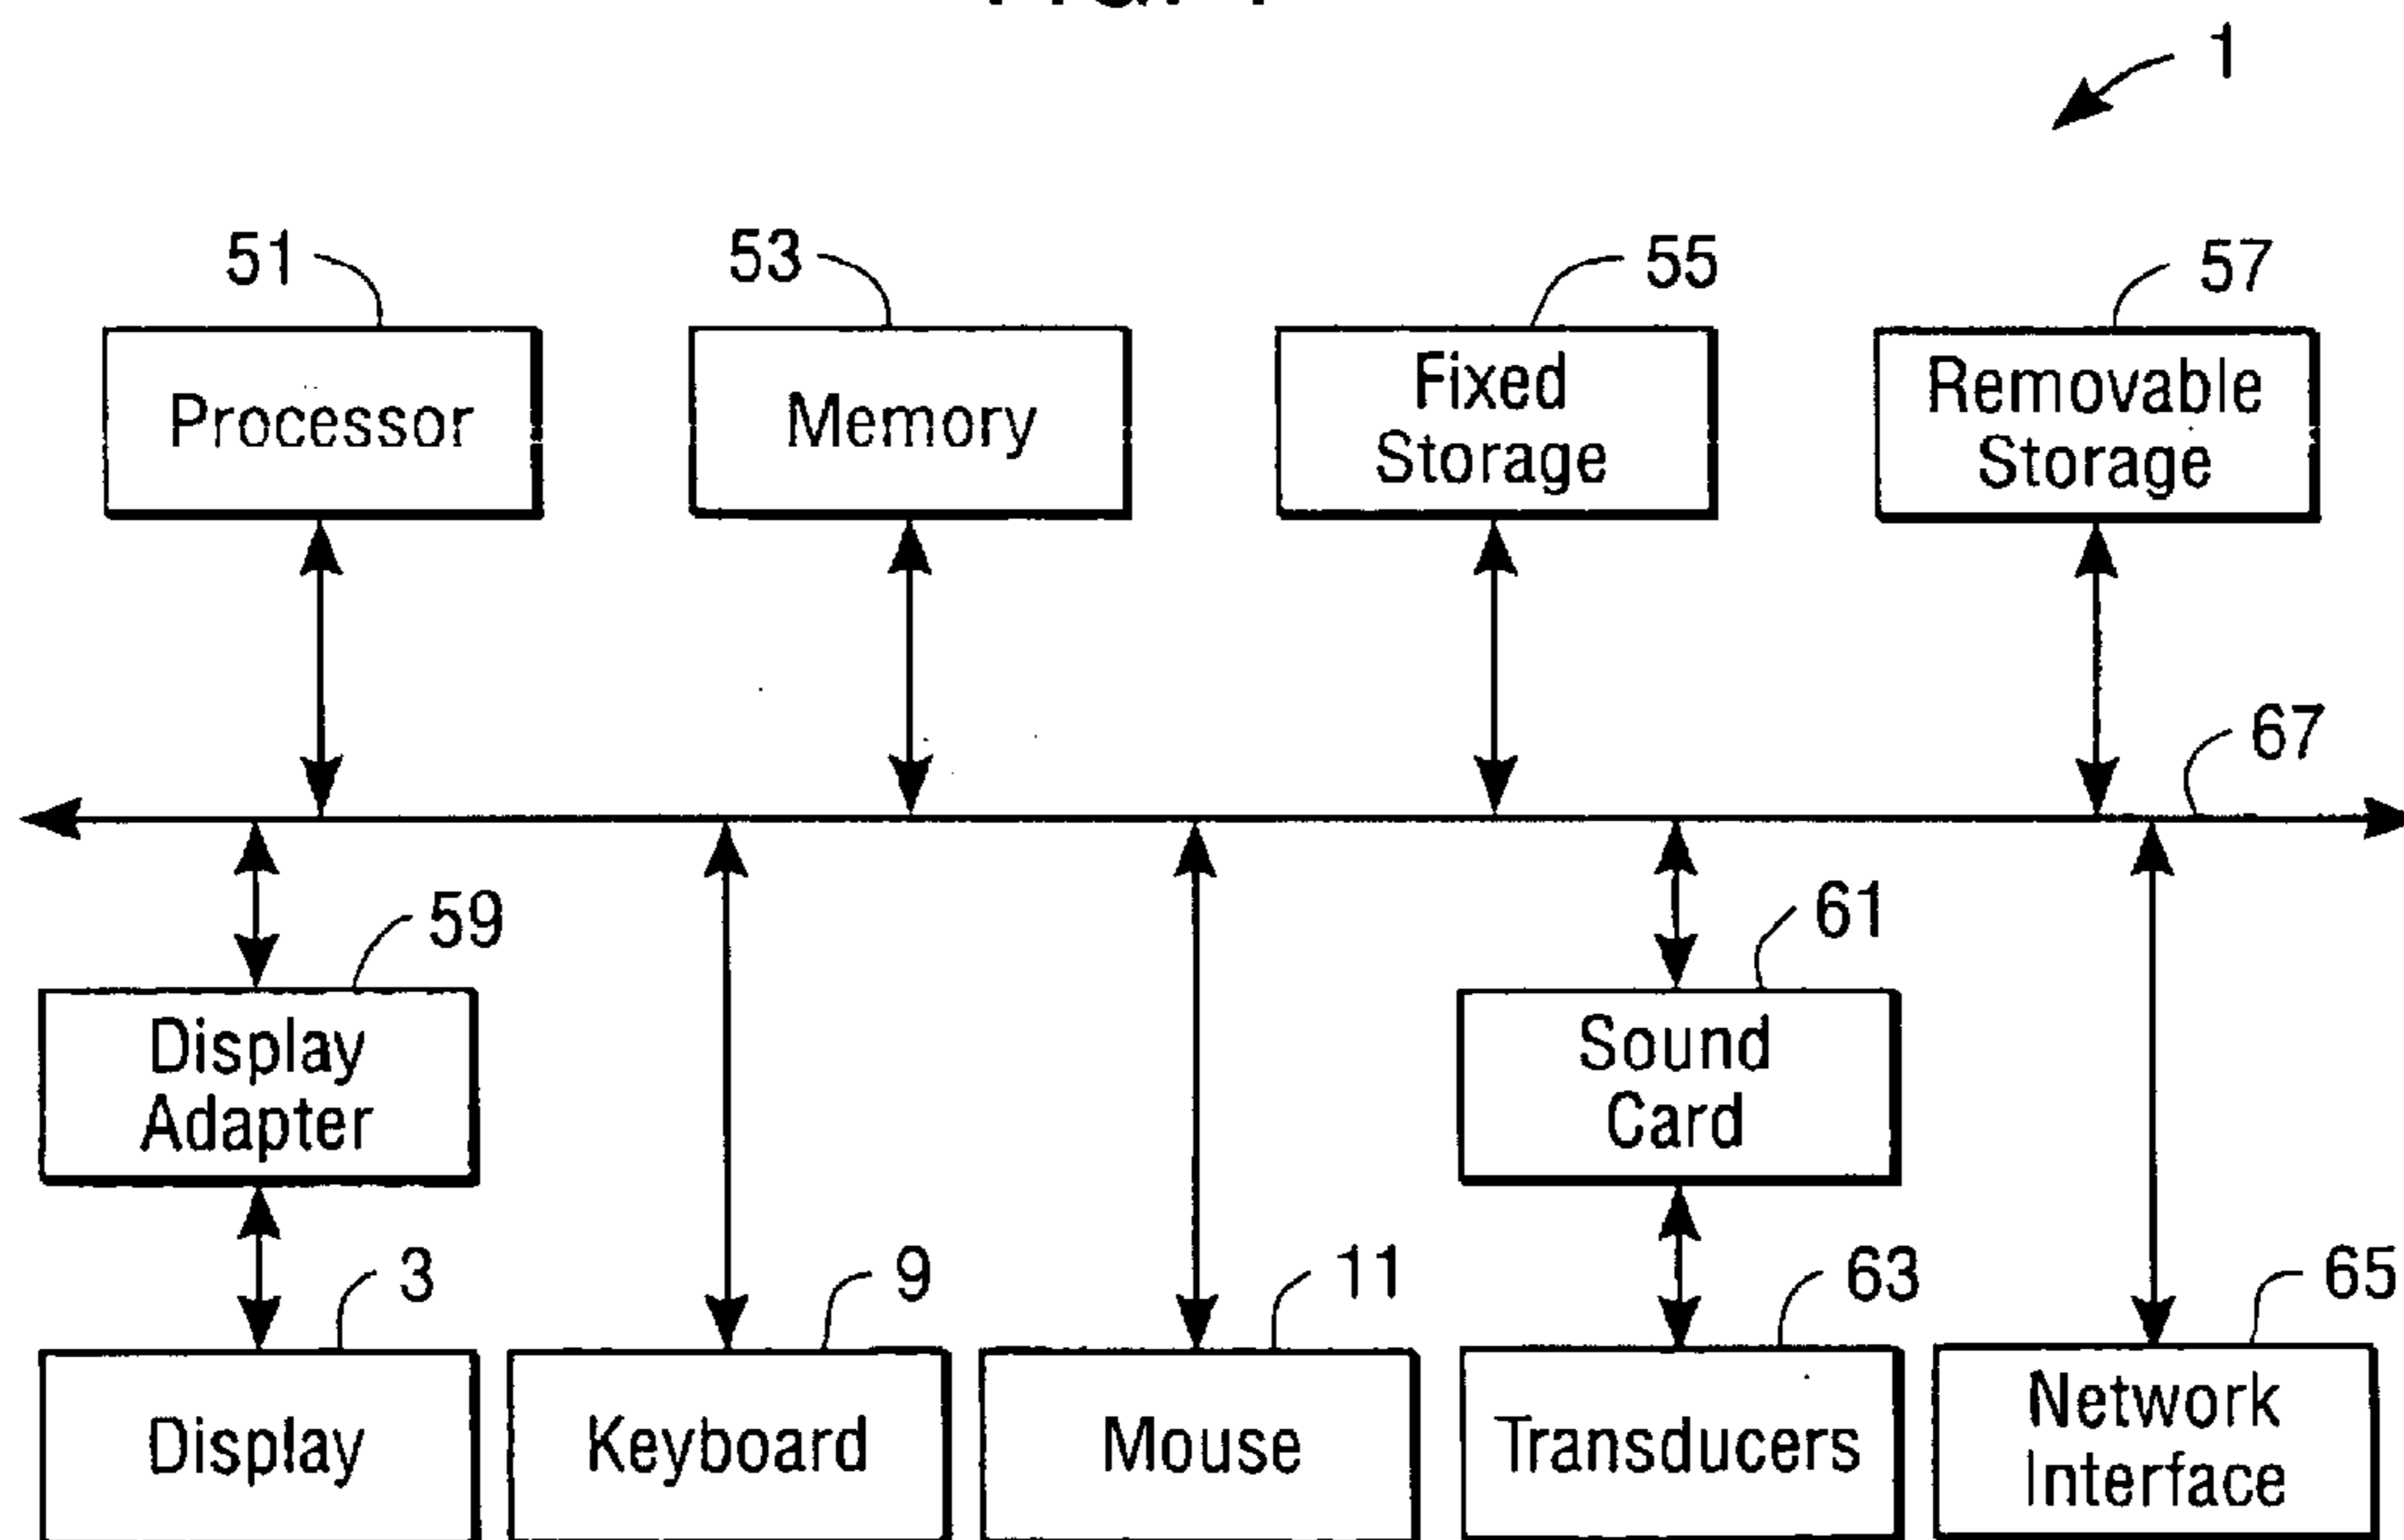 1
51
53
55
57
Processor
Memory
Fixed
Storage
Removable
Storage
67
59
61
Display
Adapter
Sound
Card
3
9
11
63
65
Display
Keyboard
Mouse
Transducers
Network
Interface